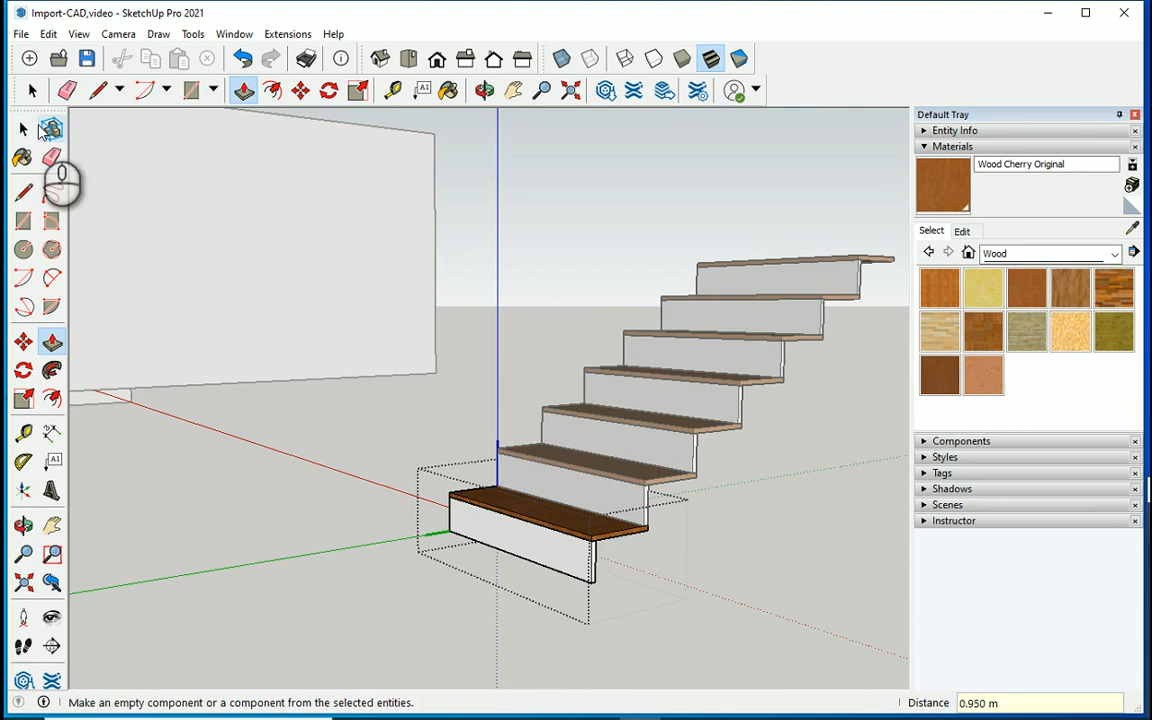 Import-CAD,video - SketchUp Pro 2021
File Edit View Camera Draw Tools Window Extensions Help
A1
Default Tray
Entity Info
Materials
Wood Cherry Original
Select Edit
Wood
A1
Components
Styles
Tags
Shadows
Scenes
Instructor
Make an empty component or a component from the selected entities.
Distance 0.950 m